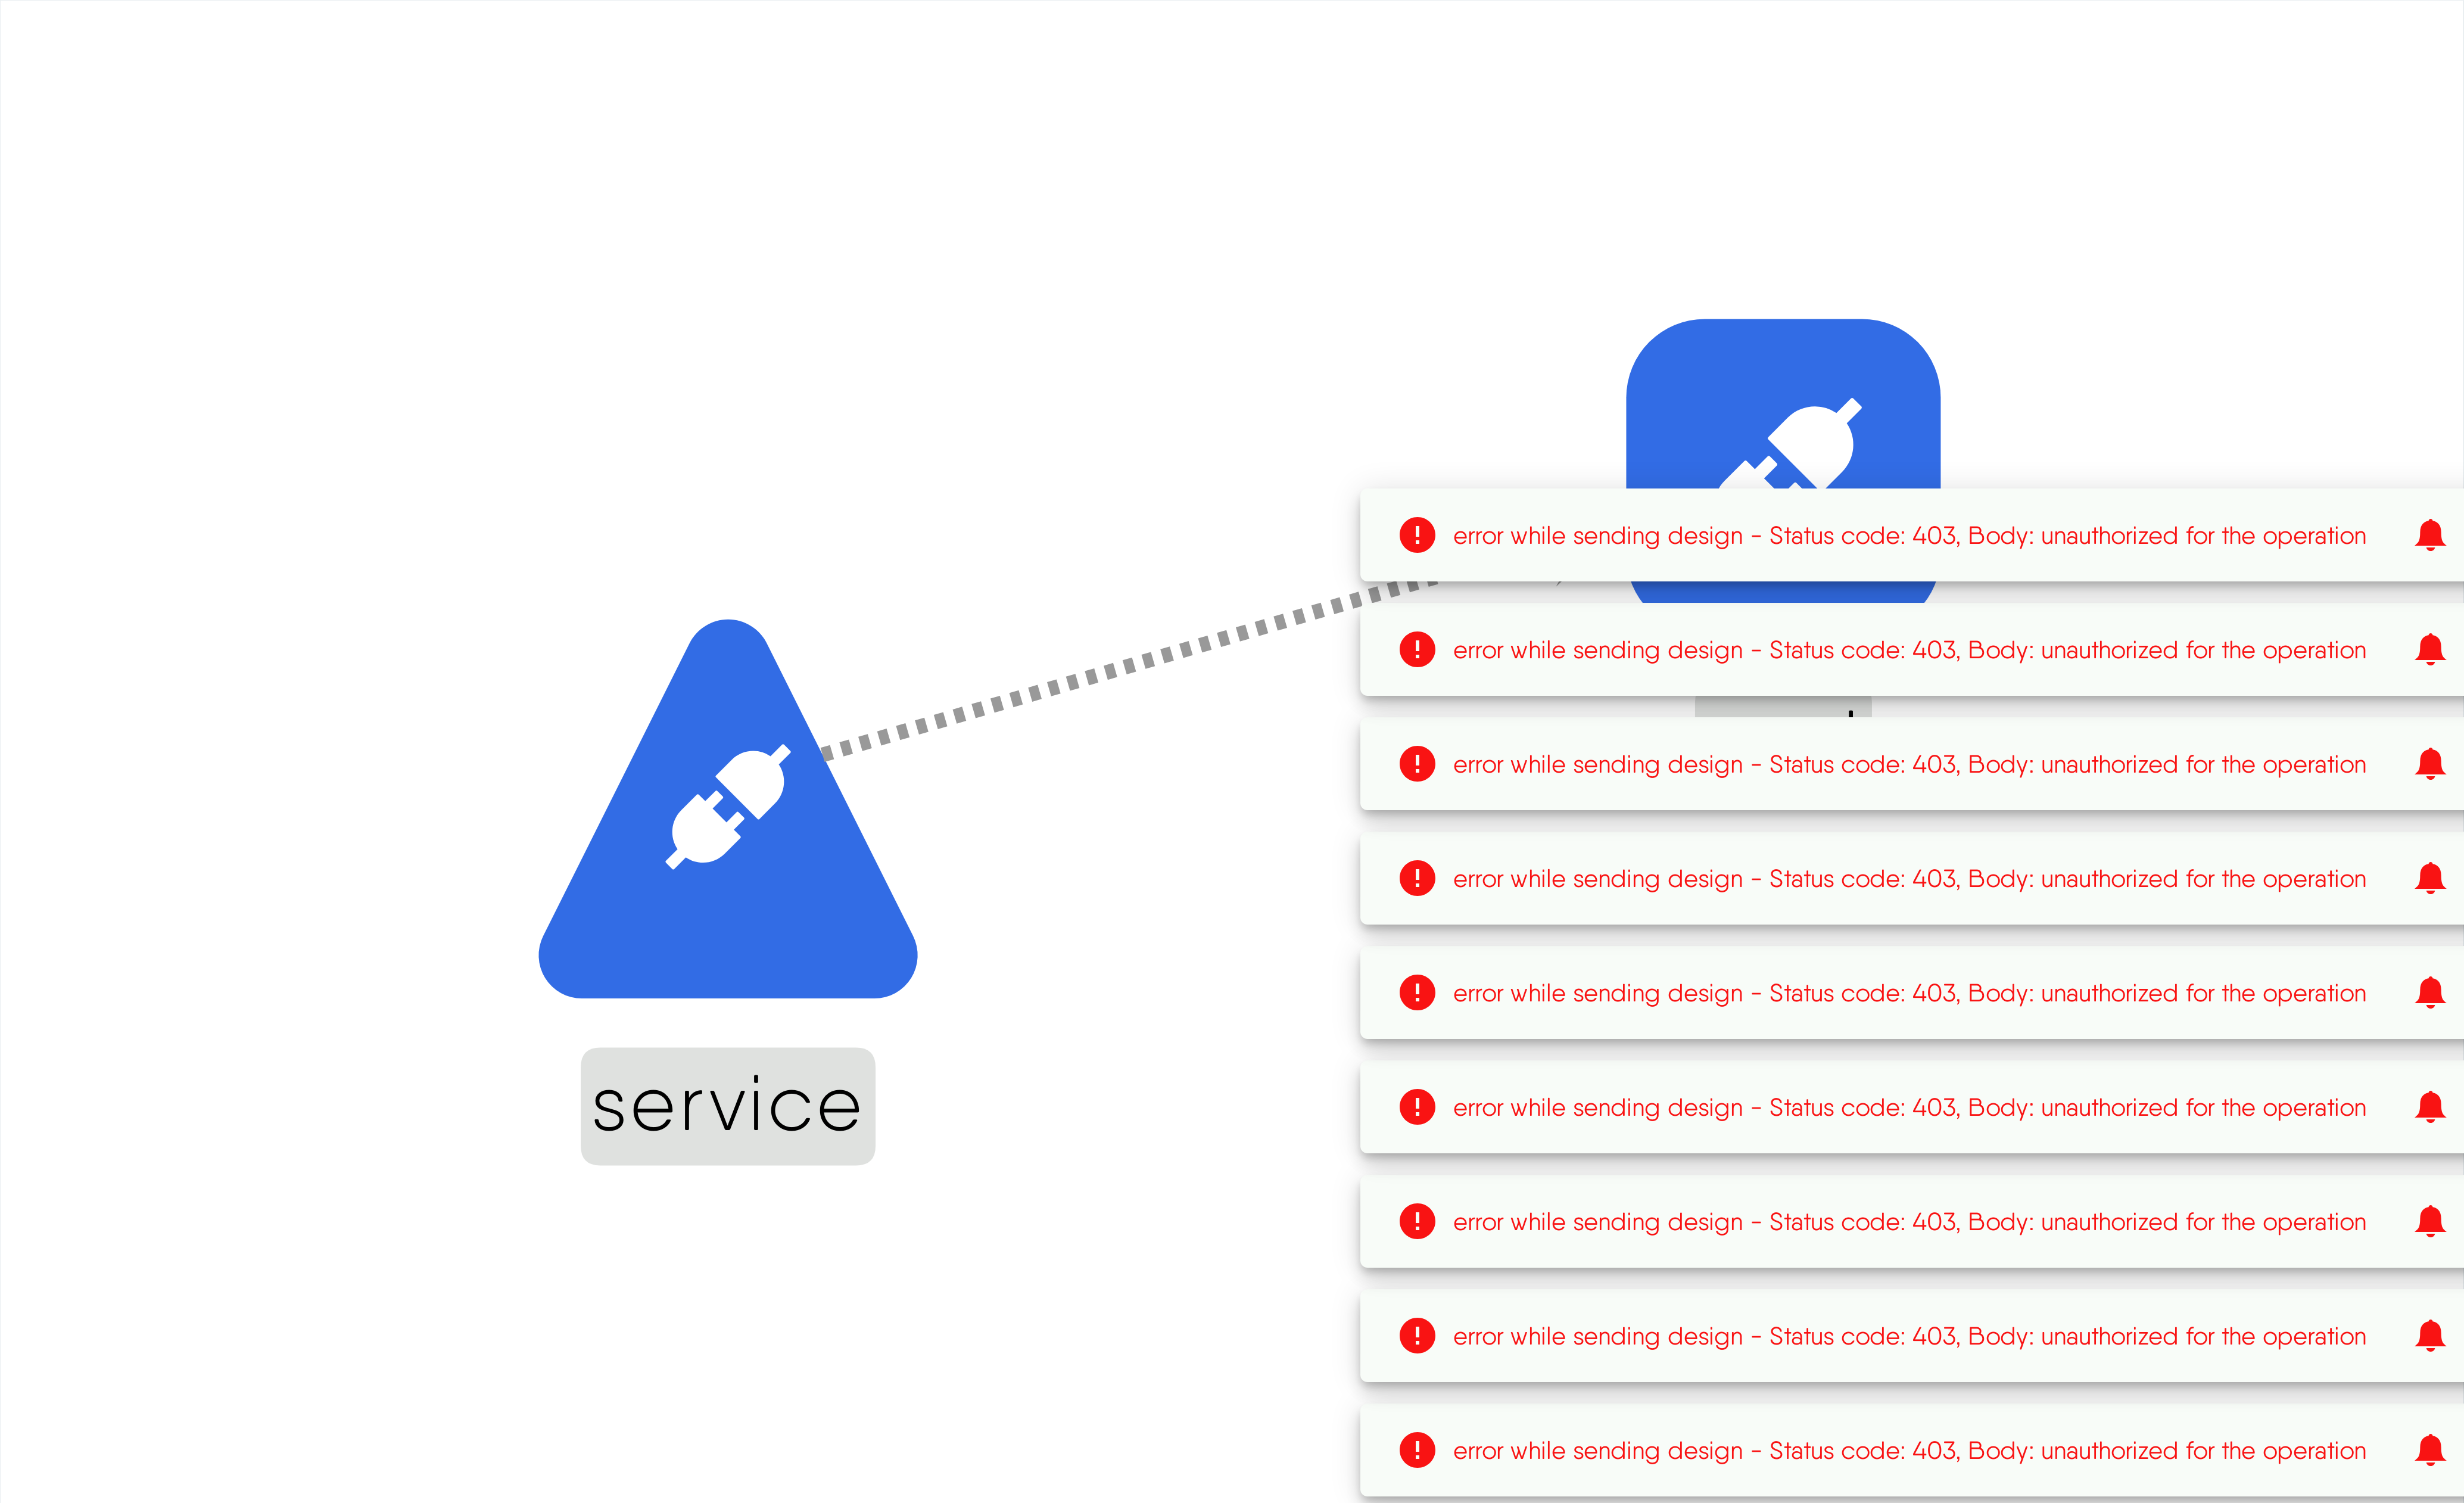 error while sending design - Status code: 403, Body: unauthorized for the operation
error while sending design - Status code: 403, Body: unauthorized for the operation
error while sending design - Status code: 403, Body: unauthorized for the operation
error while sending design - Status code: 403, Body: unauthorized for the operation
error while sending design - Status code: 403, Body: unauthorized for the operation
service
error while sending design - Status code: 403, Body: unauthorized for the operation
error while sending design - Status code: 403, Body: unauthorized for the operation
error while sending design - Status code: 403, Body: unauthorized for the operation
error while sending design - Status code: 403, Body: unauthorized for the operation